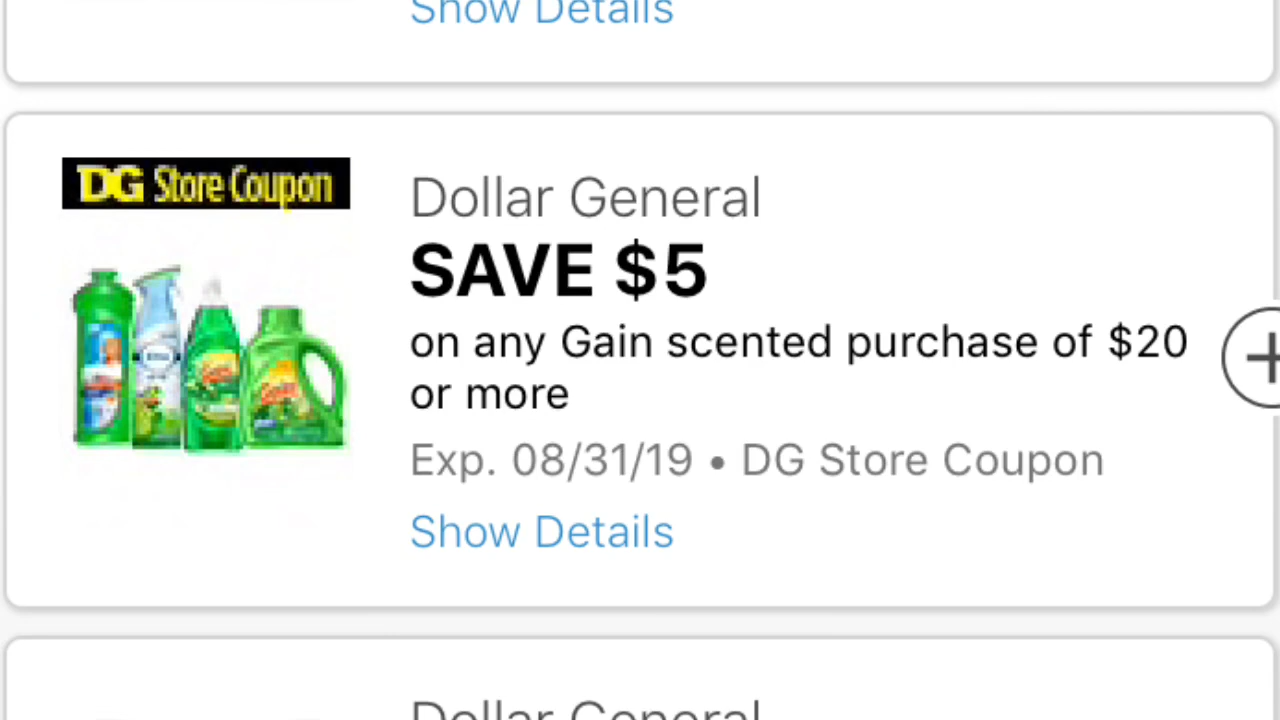 Show Details
DG Store Coupon
Dollar General
SAVE $5
on any Gain scented purchase of $20
or more
Exp. 08/31/19 • DG Store Coupon
Show Details
Dollar General